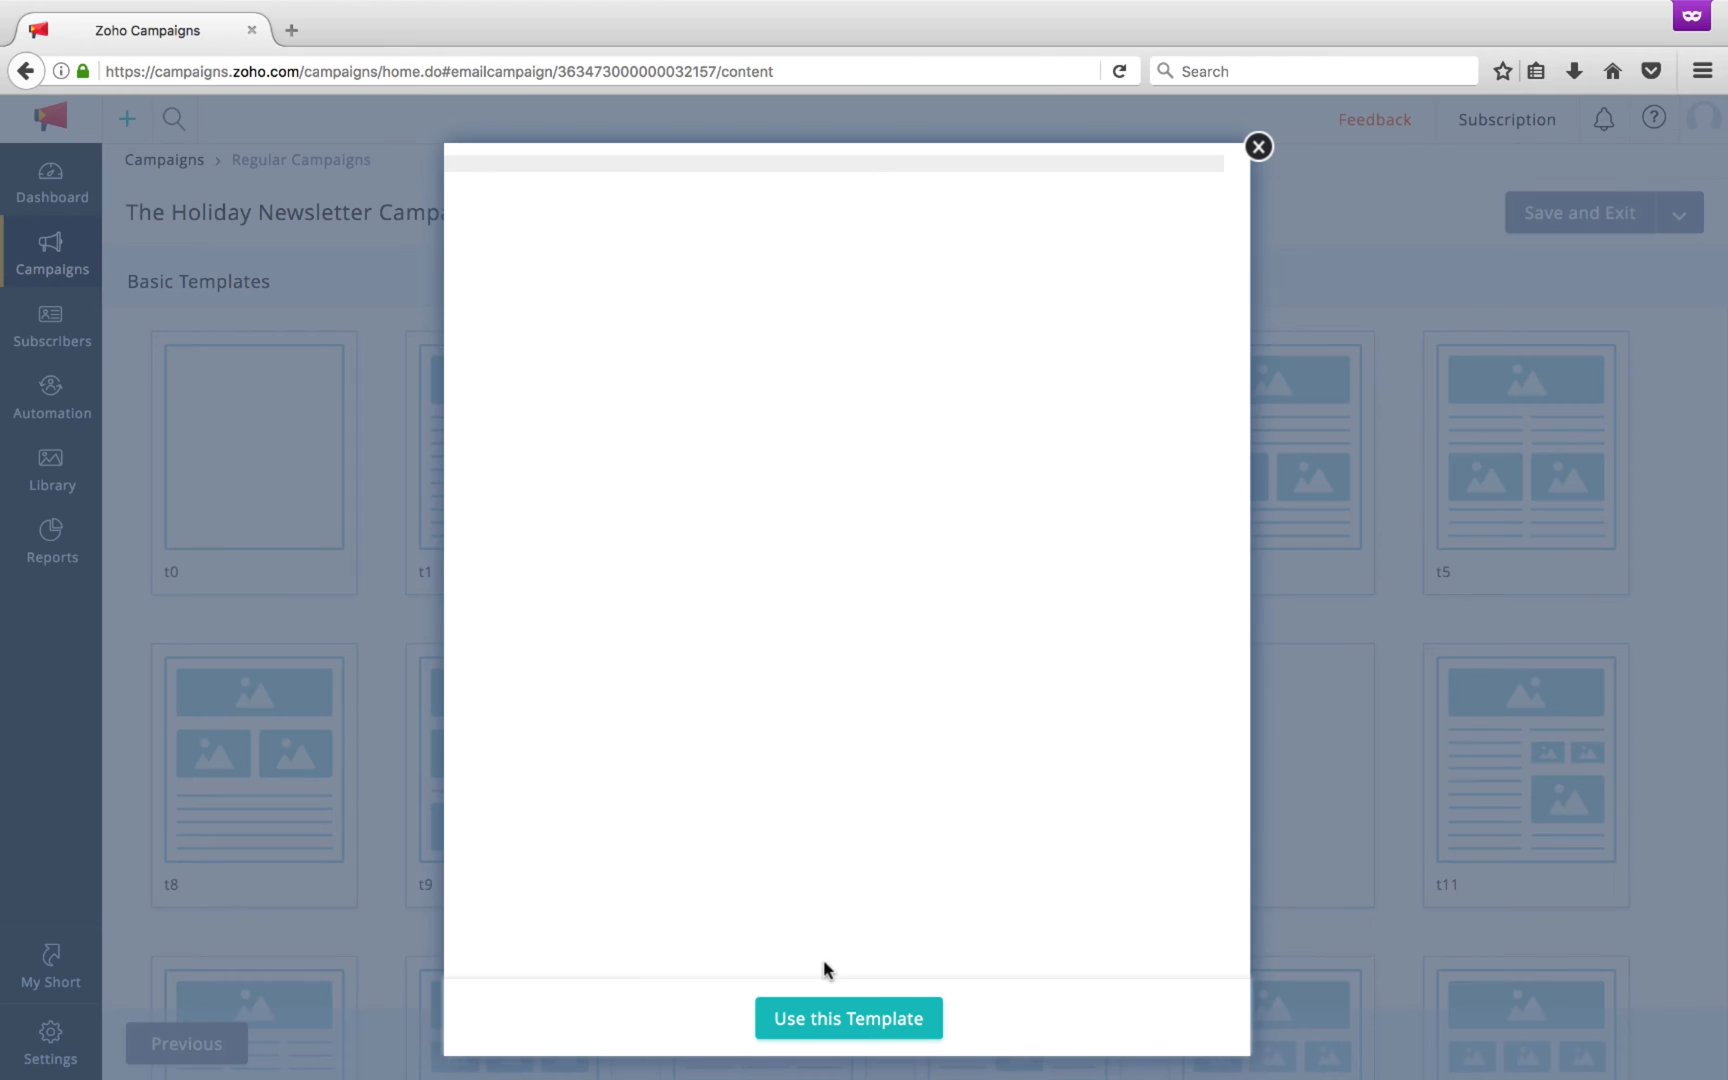 Zoho Campaigns
https://campaigns.zoho.com/campaigns/home.do#emailcampaign/363473000000032157/content
Search
Feedback
Subscription
Campaigns › Regular Campaigns
The Holiday Newsletter Campa
Save and Exit
Basic Templates
Dashboard
Campaigns
Subscribers
Automation
Library
Reports
My Short
Settings
t0
t1
t5
t8
t9
t11
Previous
Use this Template